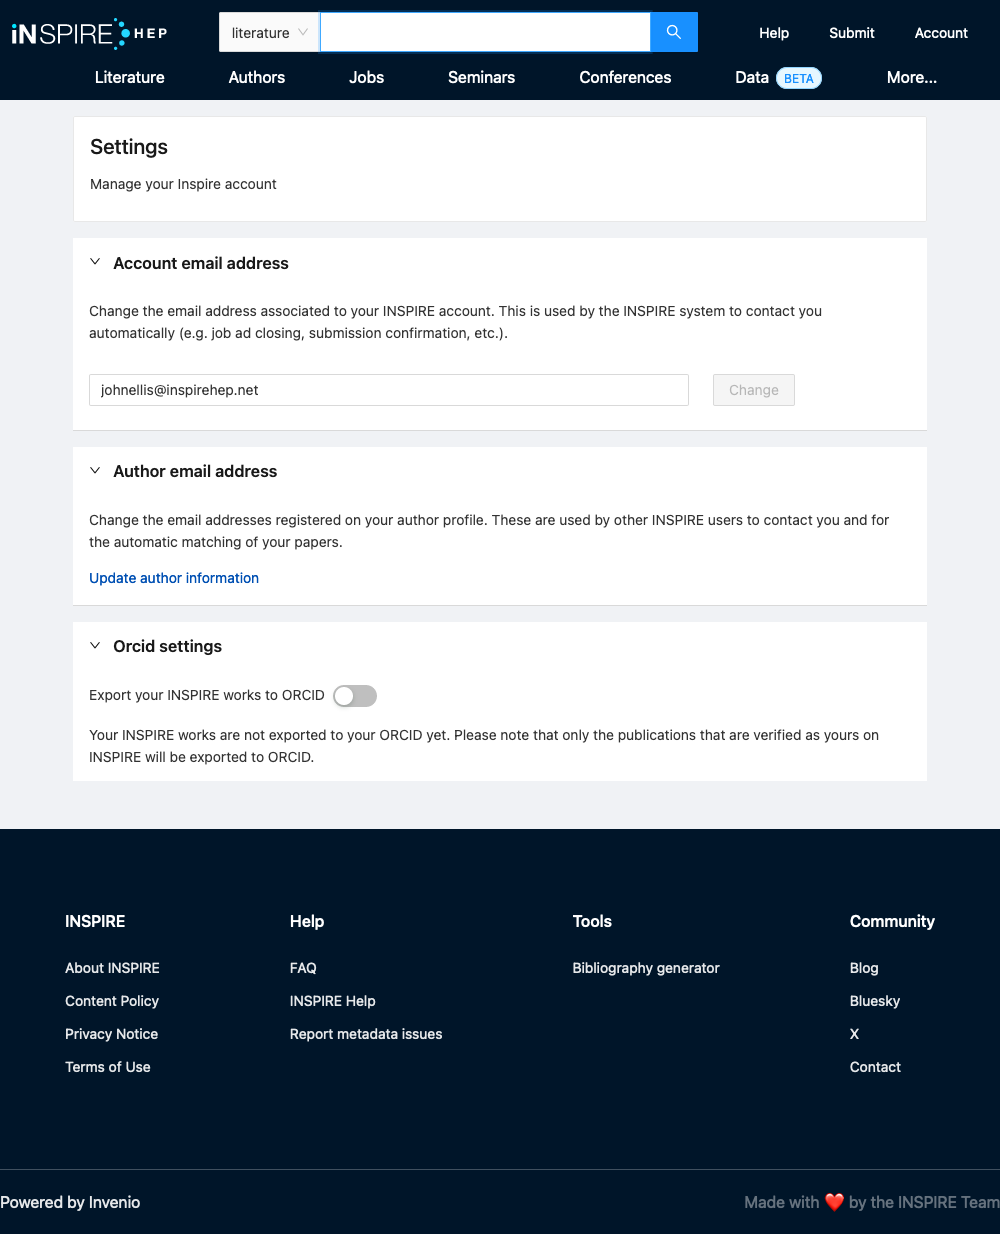 INSPIRE HEP
literature
Help
Submit
Account
Literature
Authors
Jobs
Seminars
Conferences
Data BETA
More...
Settings
Manage your Inspire account
Account email address
Change the email address associated to your INSPIRE account. This is used by the INSPIRE system to contact you
automatically (e.g. job ad closing, submission confirmation, etc.).
johnellis@inspirehep.net
Change
Author email address
Change the email addresses registered on your author profile. These are used by other INSPIRE users to contact you and for
the automatic matching of your papers.
Update author information
Orcid settings
Export your INSPIRE works to ORCID
Your INSPIRE works are not exported to your ORCID yet. Please note that only the publications that are verified as yours on
INSPIRE will be exported to ORCID.
INSPIRE
About INSPIRE
Content Policy
Privacy Notice
Terms of Use
Help
FAQ
INSPIRE Help
Report metadata issues
Tools
Bibliography generator
Community
Blog
Bluesky
X
Contact
Powered by Invenio
Made with ❤️ by the INSPIRE Team